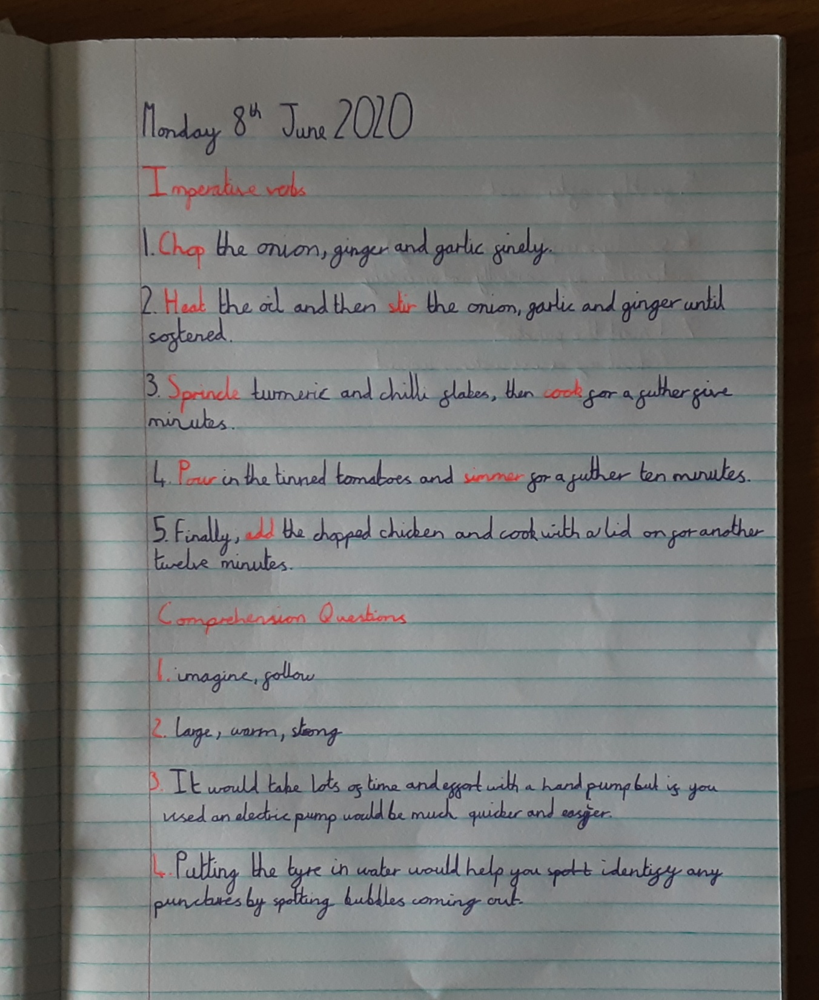 Monday 8th June 2020
Imperative verbs
1. Chop the onion, ginger and garlic finely.
2. Heat the oil and then stir the onion, garlic and ginger until
softened.
3. Sprincle turmeric and chilli flakes, then cook for a futher five
minutes.
4. Pour in the tinned tomatoes and simmer for a futher ten minutes.
5. Finally, add the chopped chicken and cook with a lid on for another
twelve minutes.
Comprehension Questions
1. imagine, follow
2. large, warm, strong
3. It would take lots of time and effort with a hand pump but if you
used an electric pump would be much quicker and easier.
4. Putting the tyre in water would help you spott identify any
punctures by spotting bubbles coming out.